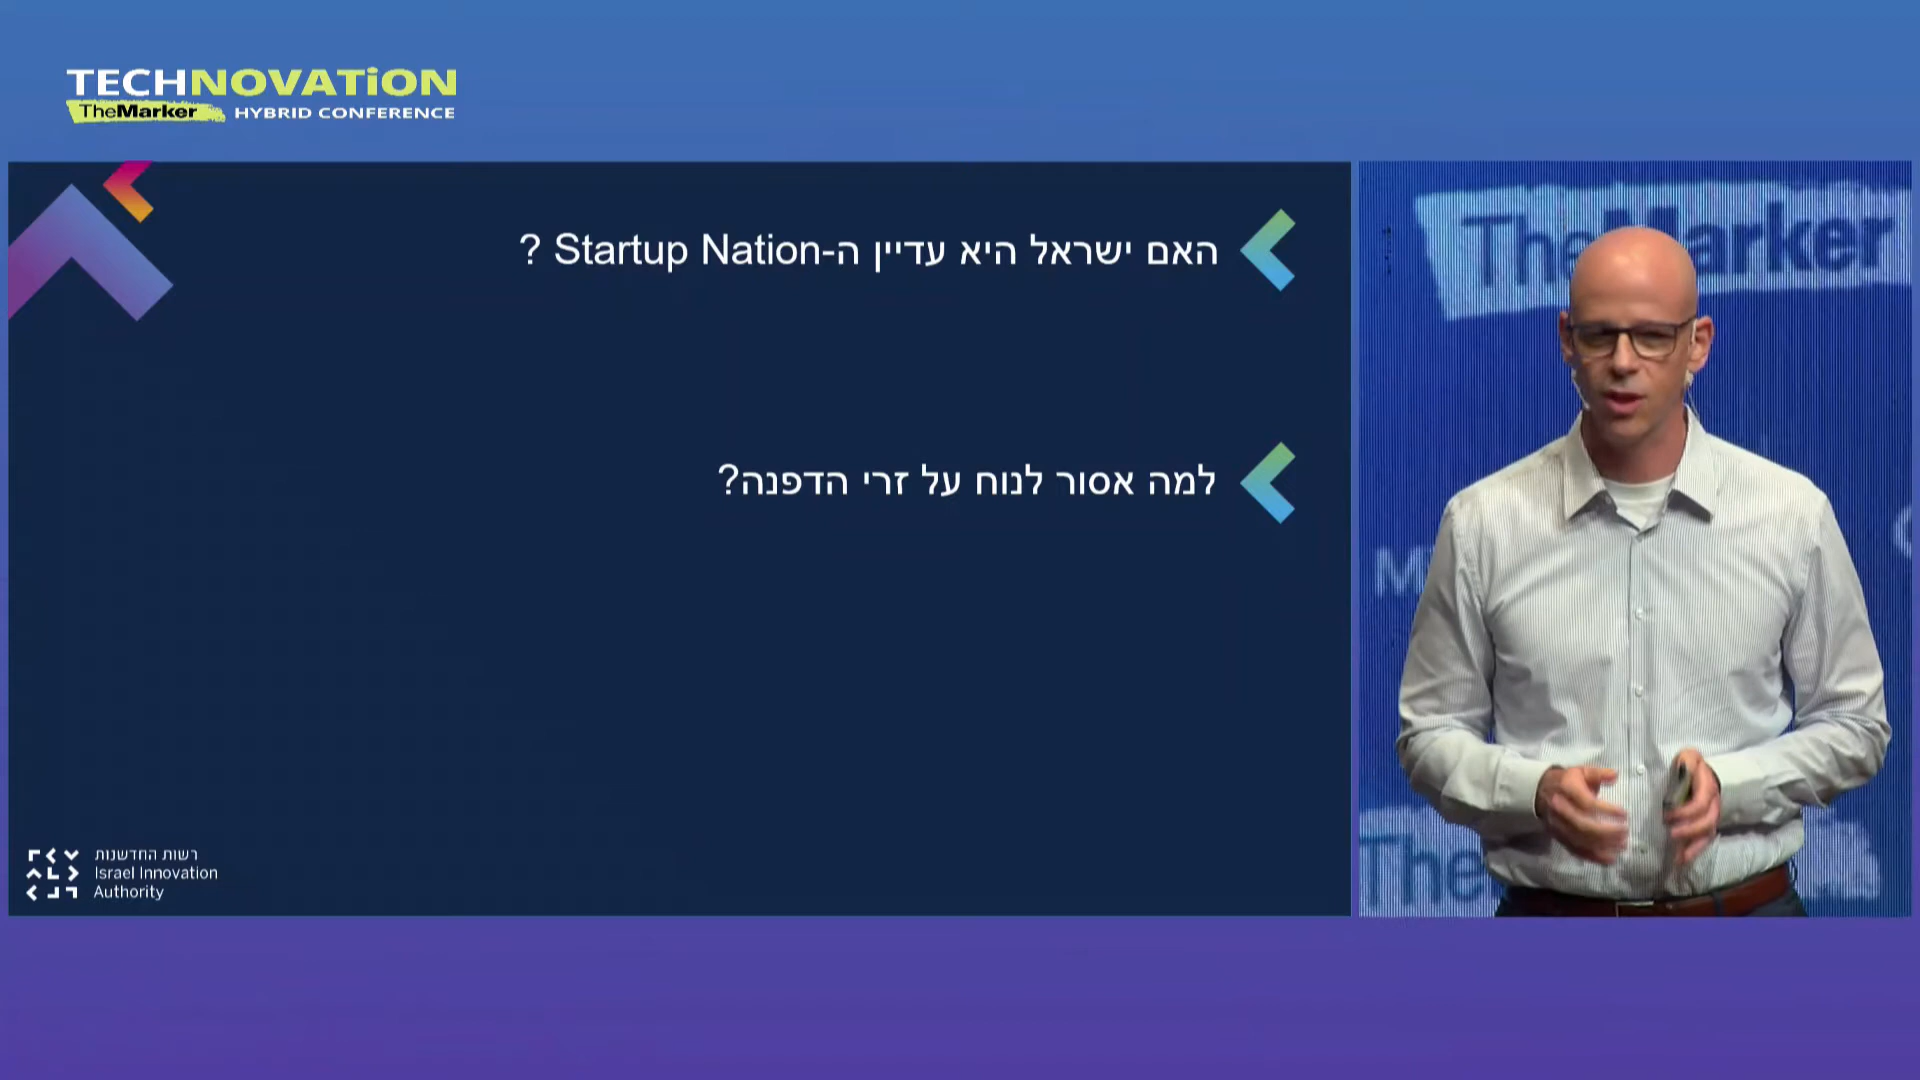 TECHNOVATiON
TheMarker HYBRID CONFERENCE
האם ישראל היא עדיין ה-Startup Nation ?
למה אסור לנוח על זרי הדפנה?
רשות החדשנות
Israel Innovation
Authority
TheMarker
The